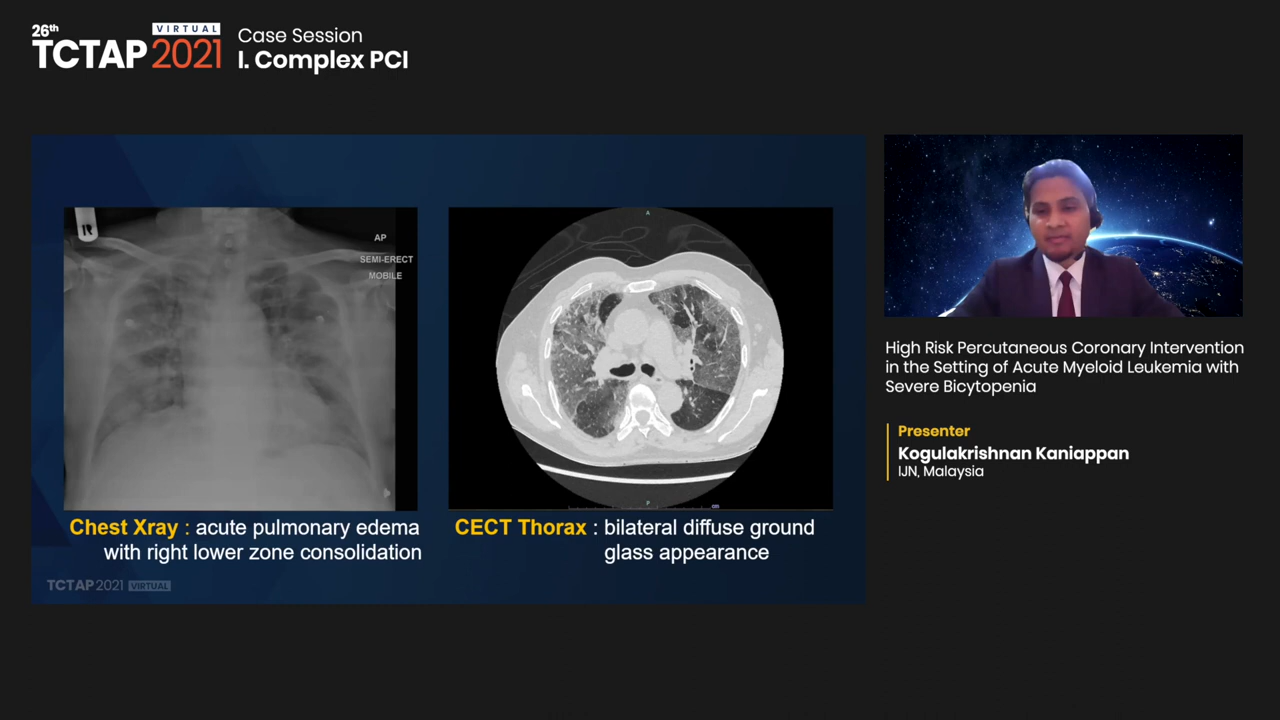 26th
VIRTUAL
TCTAP 2021
Case Session
I. Complex PCI
R
AP
SEMI-ERECT
MOBILE
A
P
Chest Xray : acute pulmonary edema
with right lower zone consolidation
CECT Thorax : bilateral diffuse ground
glass appearance
TCTAP2021 VIRTUAL
High Risk Percutaneous Coronary Intervention
in the Setting of Acute Myeloid Leukemia with
Severe Bicytopenia
Presenter
Kogulakrishnan Kaniappan
IJN, Malaysia